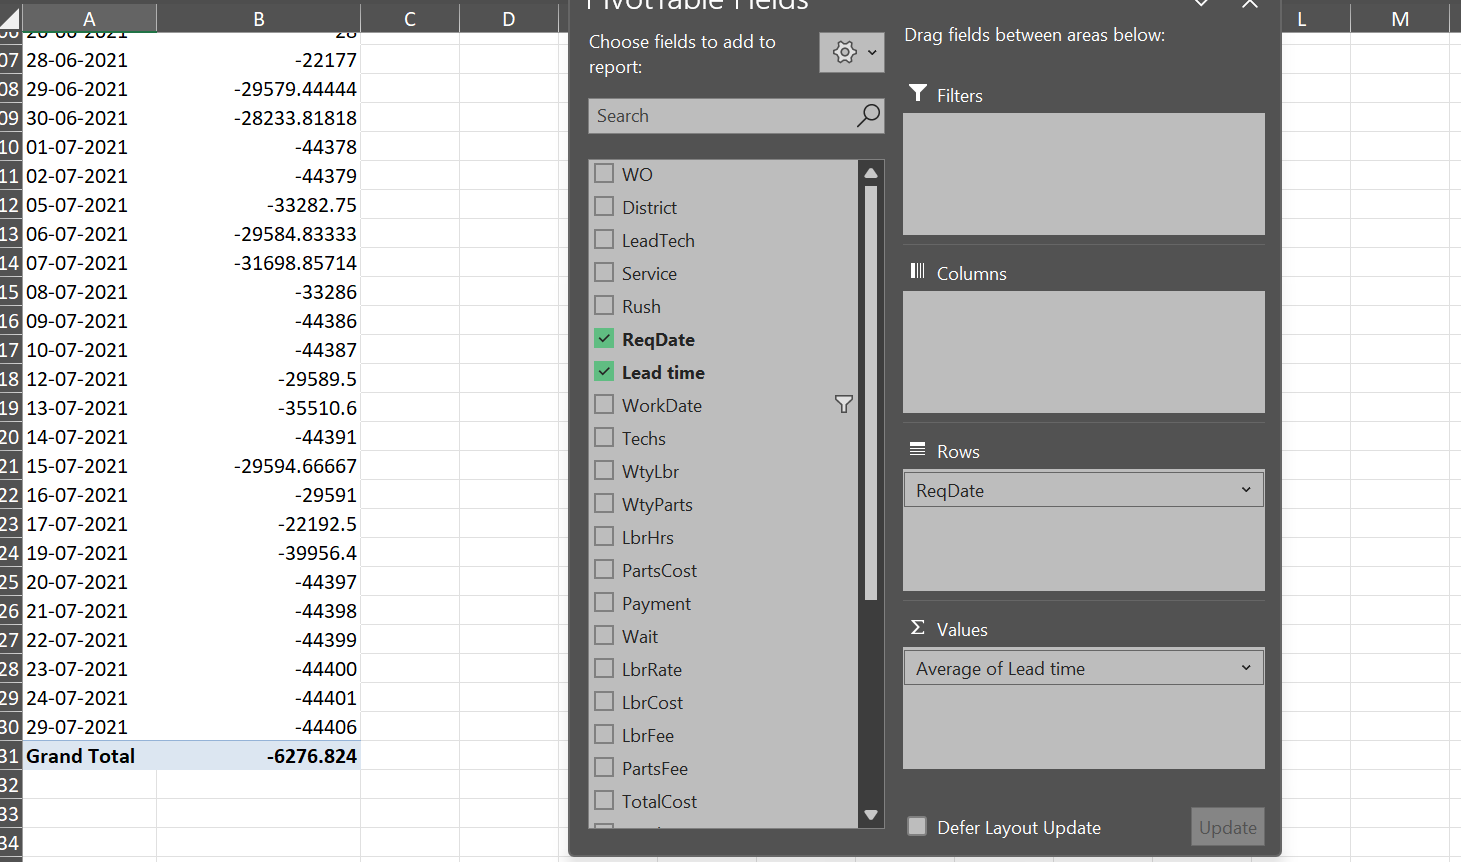 A B C D L M
28
07 28-06-2021 -22177
08 29-06-2021 -29579.44444
09 30-06-2021 -28233.81818
10 01-07-2021 -44378
11 02-07-2021 -44379
12 05-07-2021 -33282.75
13 06-07-2021 -29584.83333
14 07-07-2021 -31698.85714
15 08-07-2021 -33286
16 09-07-2021 -44386
17 10-07-2021 -44387
18 12-07-2021 -29589.5
19 13-07-2021 -35510.6
20 14-07-2021 -44391
21 15-07-2021 -29594.66667
22 16-07-2021 -29591
23 17-07-2021 -22192.5
24 19-07-2021 -39956.4
25 20-07-2021 -44397
26 21-07-2021 -44398
27 22-07-2021 -44399
28 23-07-2021 -44400
29 24-07-2021 -44401
30 29-07-2021 -44406
31 Grand Total -6276.824
32
33
34
PivotTable Fields
Choose fields to add to
report:
Search
WO
District
LeadTech
Service
Rush
ReqDate
Lead time
WorkDate
Techs
WtyLbr
WtyParts
LbrHrs
PartsCost
Payment
Wait
LbrRate
LbrCost
LbrFee
PartsFee
TotalCost
Drag fields between areas below:
Filters
Columns
Rows
ReqDate
Σ Values
Average of Lead time
Defer Layout Update
Update